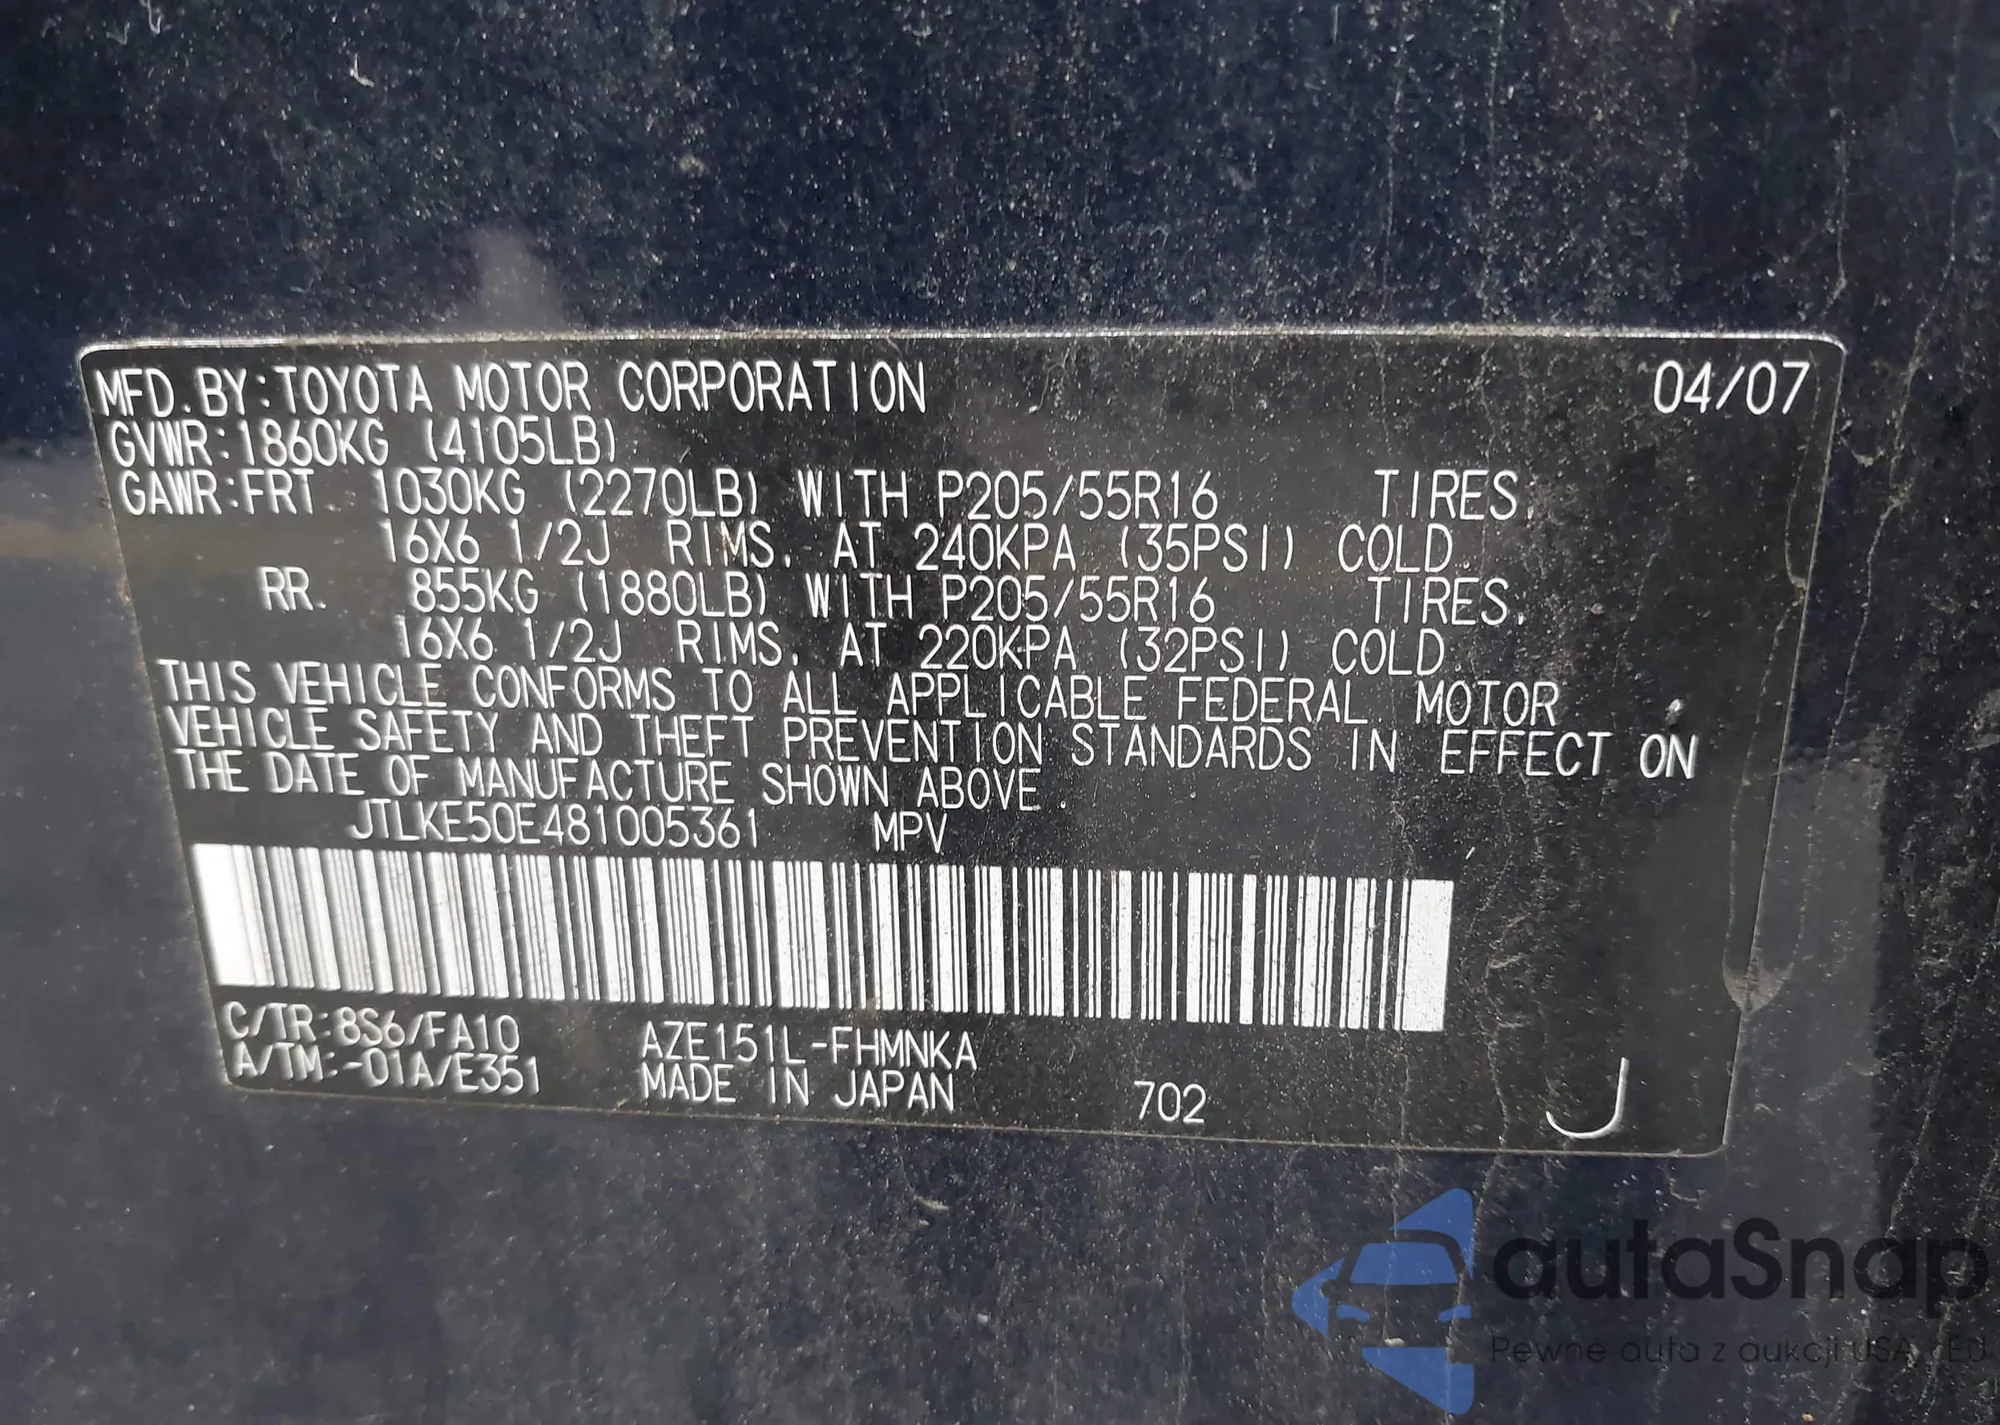 MFD.BY:TOYOTA MOTOR CORPORATION 04/07
GVWR:1860KG (4105LB)
GAWR:FRT. 1030KG (2270LB) WITH P205/55R16 TIRES,
16X6 1/2J RIMS, AT 240KPA (35PSI) COLD.
RR. 855KG (1880LB) WITH P205/55R16 TIRES,
16X6 1/2J RIMS, AT 220KPA (32PSI) COLD.
THIS VEHICLE CONFORMS TO ALL APPLICABLE FEDERAL MOTOR
VEHICLE SAFETY AND THEFT PREVENTION STANDARDS IN EFFECT ON
THE DATE OF MANUFACTURE SHOWN ABOVE.
JTLKE50E481005361 MPV
C/TR:8S6/FA10 AZE151L-FHMNKA
A/TM:-01A/E351 MADE IN JAPAN 702 J
autaSnap
Pewne auta z aukcji USA i EU